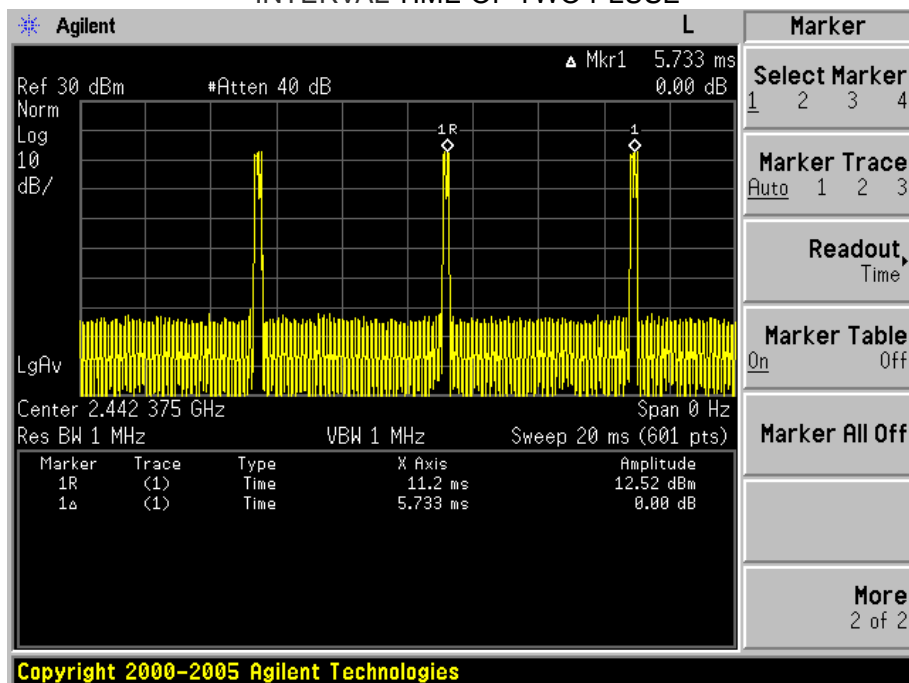 INTERVAL TIME OF TWO PLUSE
Agilent L Marker
Δ Mkr1 5.733 ms
Ref 30 dBm #Atten 40 dB 0.00 dB
Select Marker
1 2 3 4
Norm
Log
10
dB/
1R 1
Marker Trace
Auto 1 2 3
Readout
Time
Marker Table
On Off
LgAv
Center 2.442 375 GHz Span 0 Hz
Res BW 1 MHz VBW 1 MHz Sweep 20 ms (601 pts)
Marker All Off
Marker Trace Type X Axis Amplitude
1R (1) Time 11.2 ms 12.52 dBm
1Δ (1) Time 5.733 ms 0.00 dB
More
2 of 2
Copyright 2000-2005 Agilent Technologies